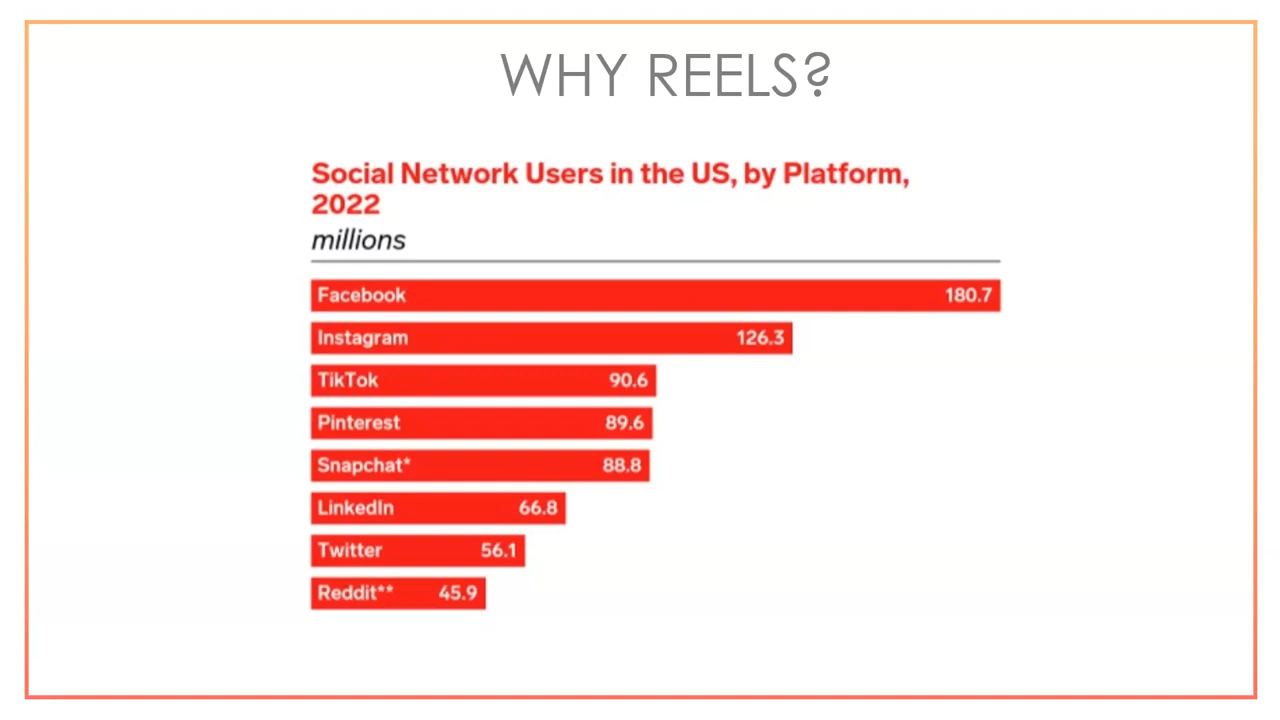 WHY REELS?
Social Network Users in the US, by Platform,
2022
millions
Facebook 180.7
Instagram 126.3
TikTok 90.6
Pinterest 89.6
Snapchat* 88.8
LinkedIn 66.8
Twitter 56.1
Reddit** 45.9